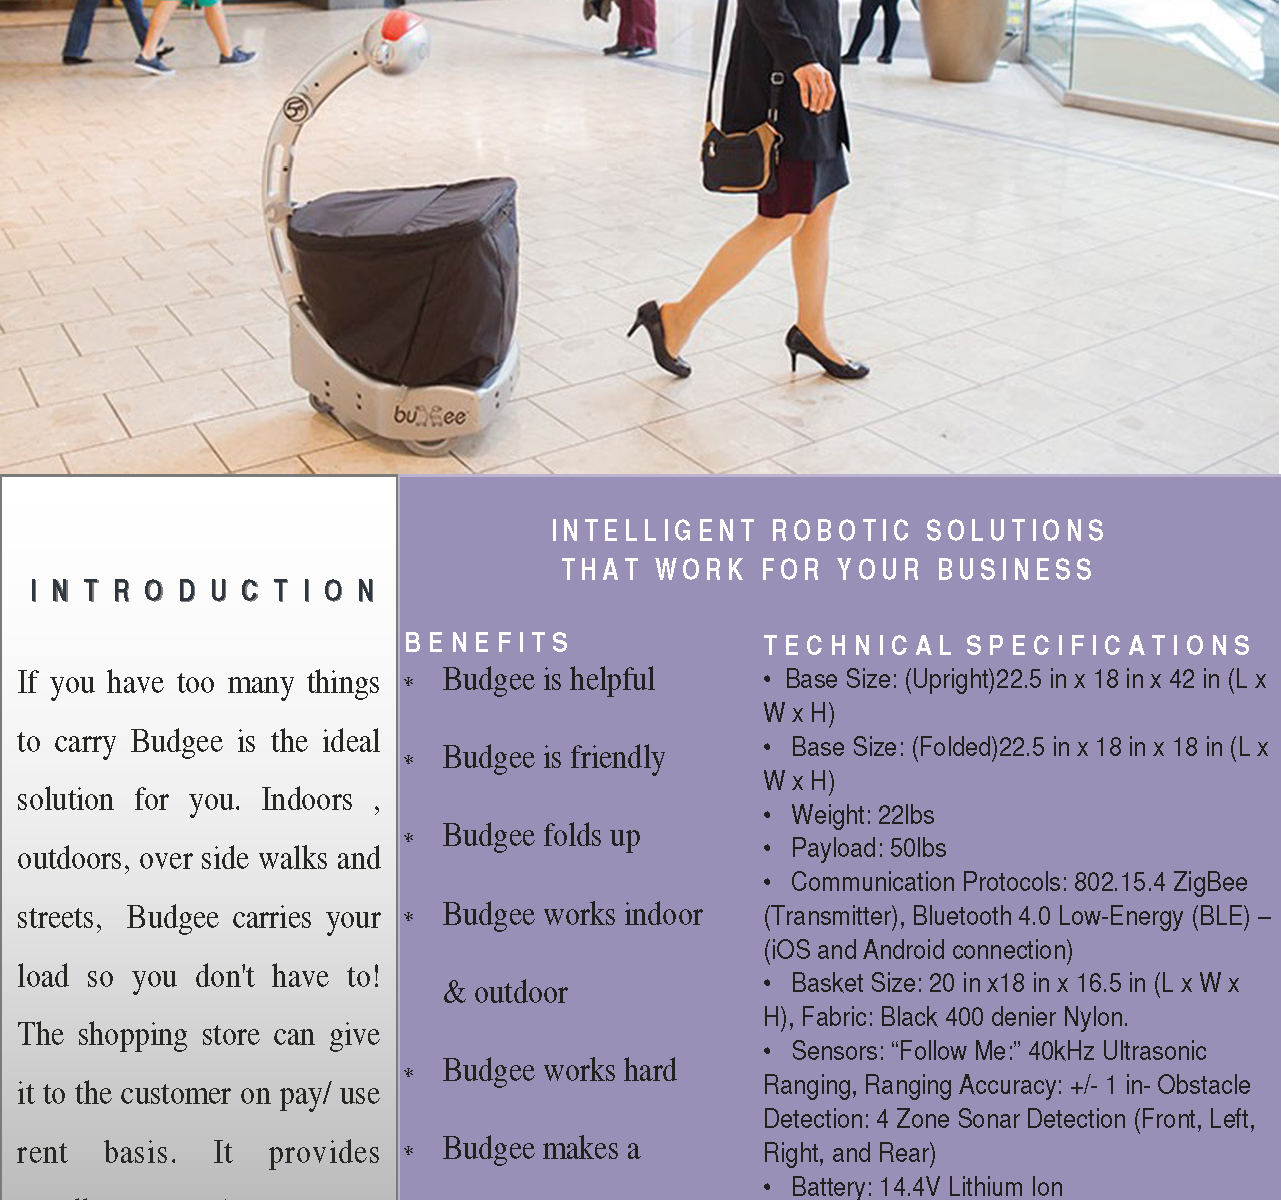 5e
budgee
INTRODUCTION
If you have too many things
to carry Budgee is the ideal
solution for you. Indoors ,
outdoors, over side walks and
streets, Budgee carries your
load so you don't have to!
The shopping store can give
it to the customer on pay/ use
rent basis. It provides
INTELLIGENT ROBOTIC SOLUTIONS
THAT WORK FOR YOUR BUSINESS
BENEFITS
* Budgee is helpful
* Budgee is friendly
* Budgee folds up
* Budgee works indoor
& outdoor
* Budgee works hard
* Budgee makes a
TECHNICAL SPECIFICATIONS
• Base Size: (Upright)22.5 in x 18 in x 42 in (L x
W x H)
• Base Size: (Folded)22.5 in x 18 in x 18 in (L x
W x H)
• Weight: 22lbs
• Payload: 50lbs
• Communication Protocols: 802.15.4 ZigBee
(Transmitter), Bluetooth 4.0 Low-Energy (BLE) –
(iOS and Android connection)
• Basket Size: 20 in x18 in x 16.5 in (L x W x
H), Fabric: Black 400 denier Nylon.
• Sensors: “Follow Me:” 40kHz Ultrasonic
Ranging, Ranging Accuracy: +/- 1 in- Obstacle
Detection: 4 Zone Sonar Detection (Front, Left,
Right, and Rear)
• Battery: 14.4V Lithium Ion